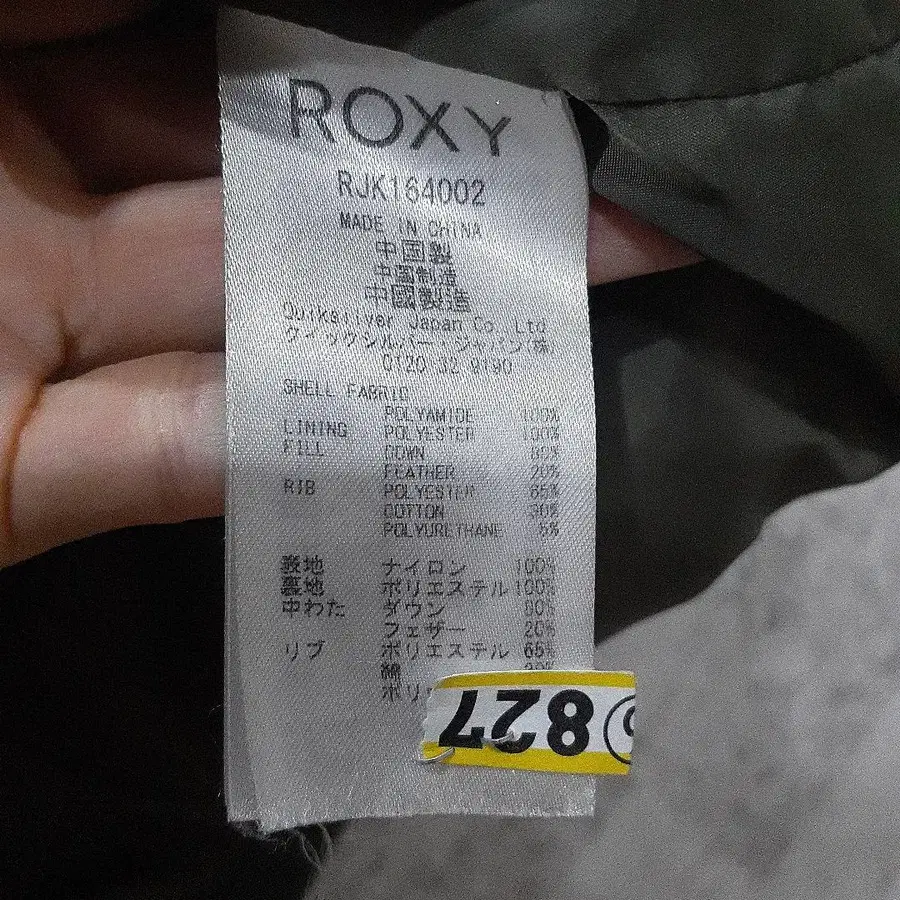 ROXY
RJK164002
MADE IN CHINA
中国製
中国制造
中國製造
Quiksilver Japan Co. Ltd
クイックシルバー・ジャパン(株)
0120 32 9190
SHELL FABRIC
POLYAMIDE 100%
LINING POLYESTER 100%
FILL DOWN 80%
FEATHER 20%
RIB POLYESTER 65%
COTTON 30%
POLYURETHANE 5%
表地 ナイロン 100%
裏地 ポリエステル 100%
中わた ダウン 80%
フェザー 20%
リブ ポリエステル 65%
綿 30%
ポリ
827